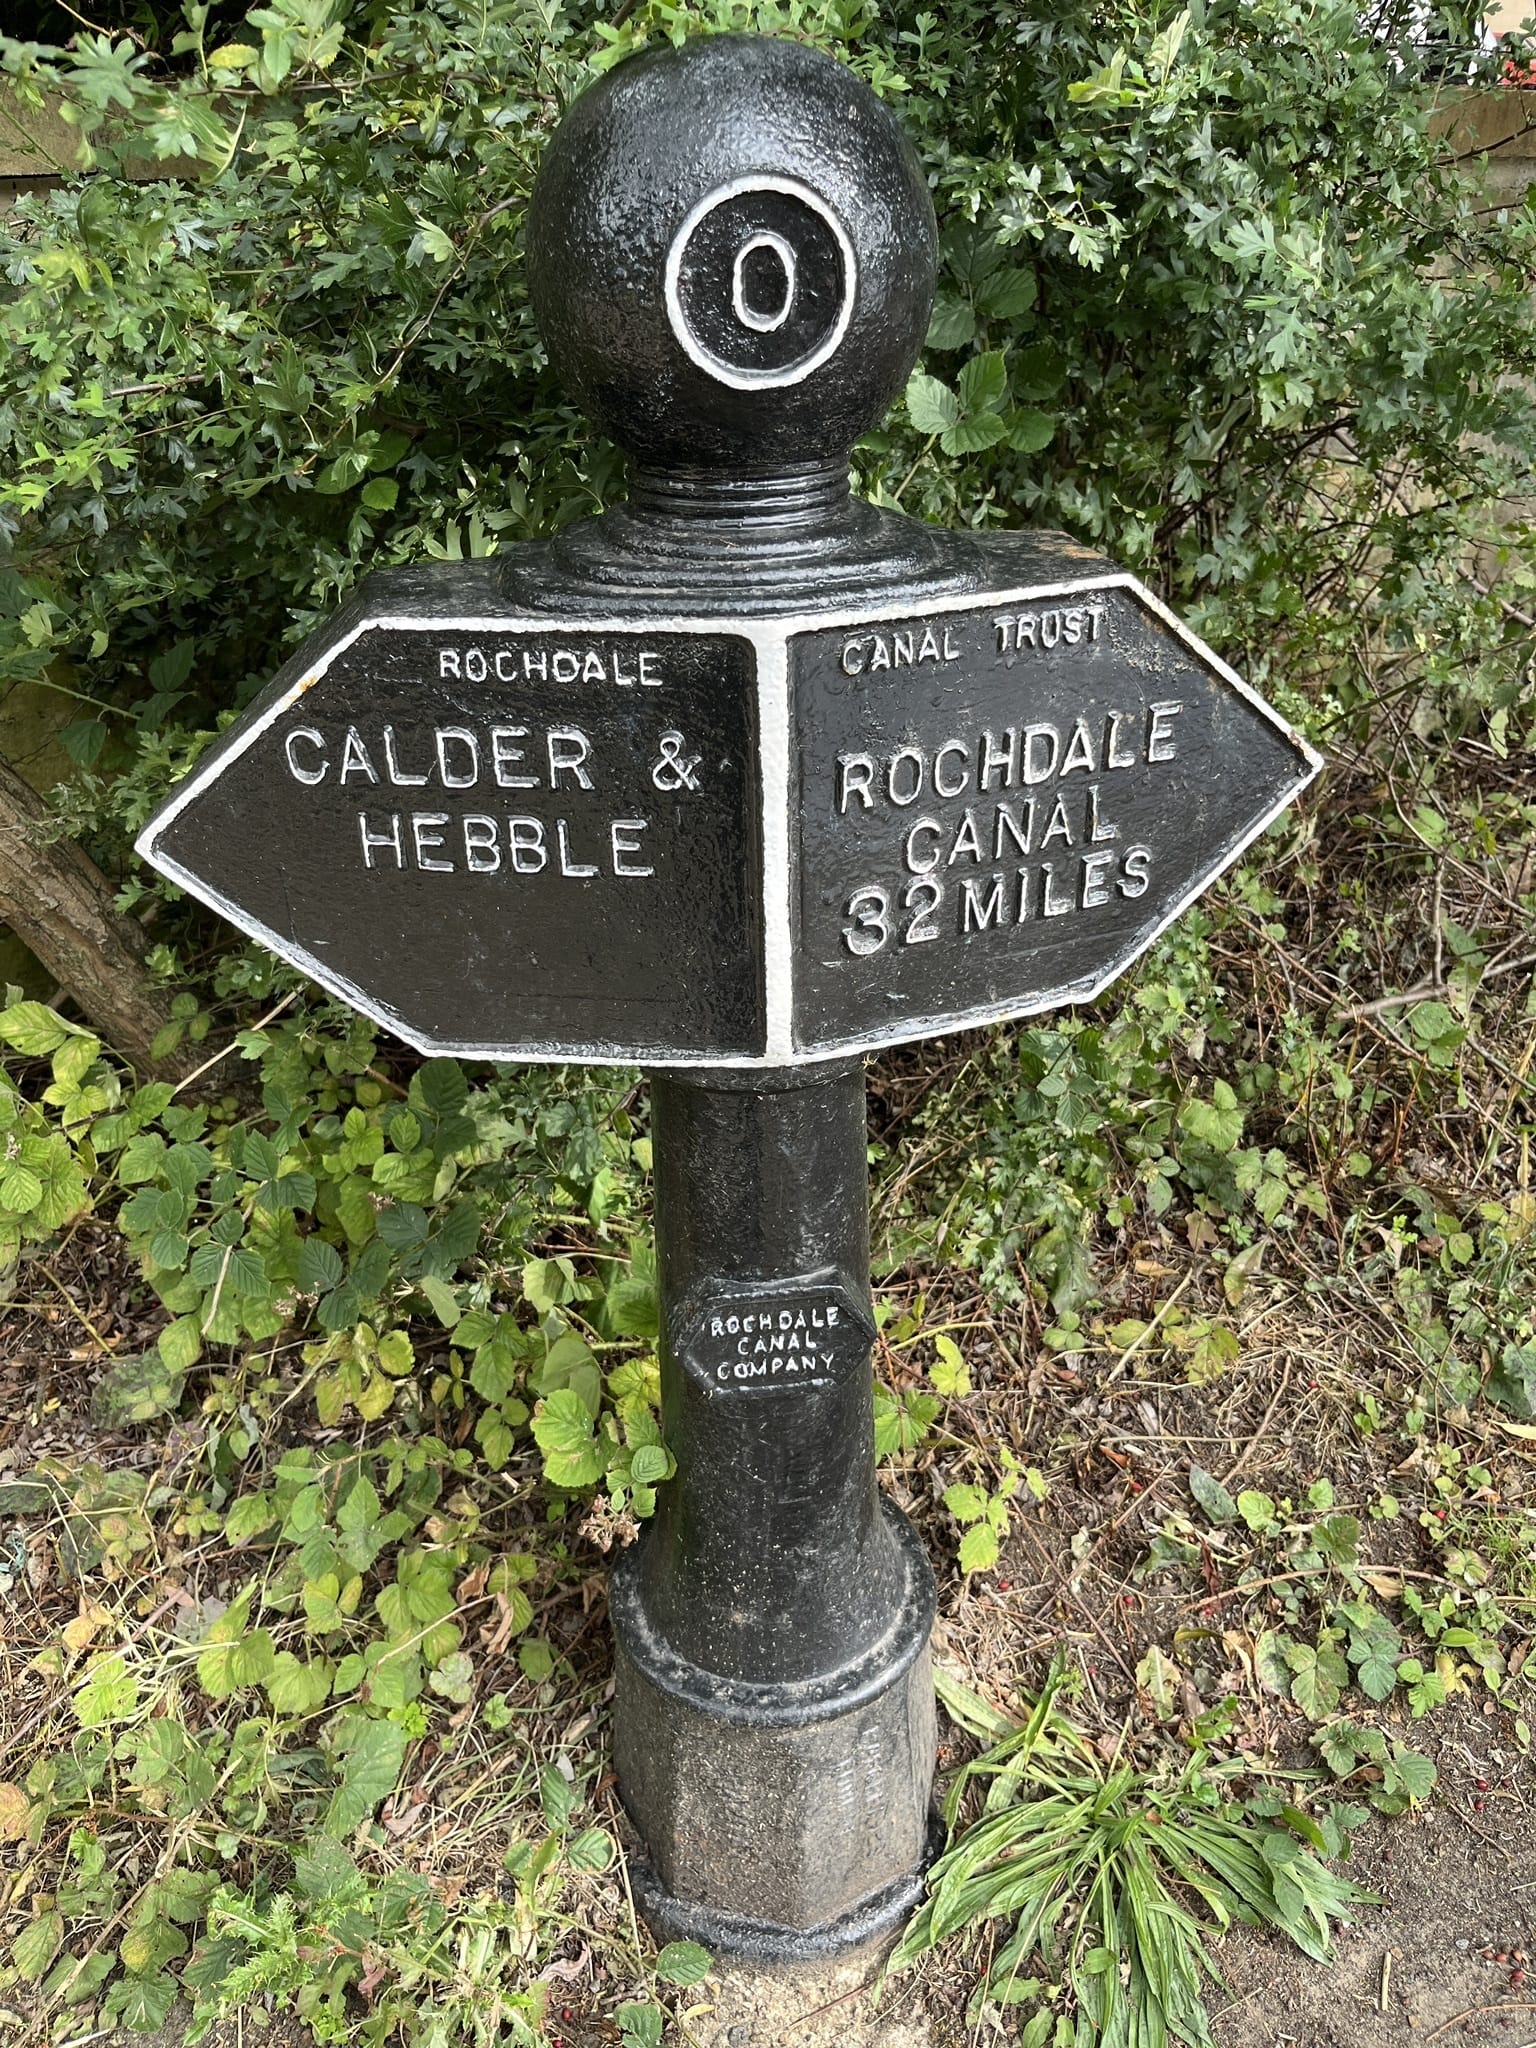 0
ROCHDALE
CALDER &
HEBBLE
CANAL TRUST
ROCHDALE
CANAL
32 MILES
ROCHDALE
CANAL
COMPANY